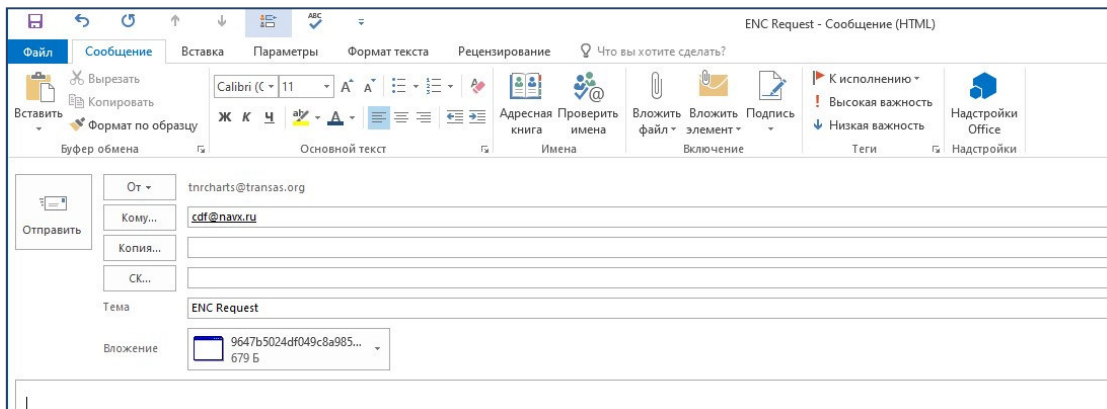 ABC
ENC Request - Сообщение (HTML)
Файл Сообщение Вставка Параметры Формат текста Рецензирование Что вы хотите сделать?
Вставить
Вырезать
Копировать
Формат по образцу
Буфер обмена
Calibri (С 11
Ж К Ч
Основной текст
Адресная книга
Проверить имена
Имена
Вложить файл
Вложить элемент
Подпись
Включение
К исполнению
Высокая важность
Низкая важность
Теги
Надстройки Office
Надстройки
Отправить
От tnrcharts@transas.org
Кому... cdf@navx.ru
Копия...
СК...
Тема ENC Request
Вложение 9647b5024df049c8a985...
679 Б